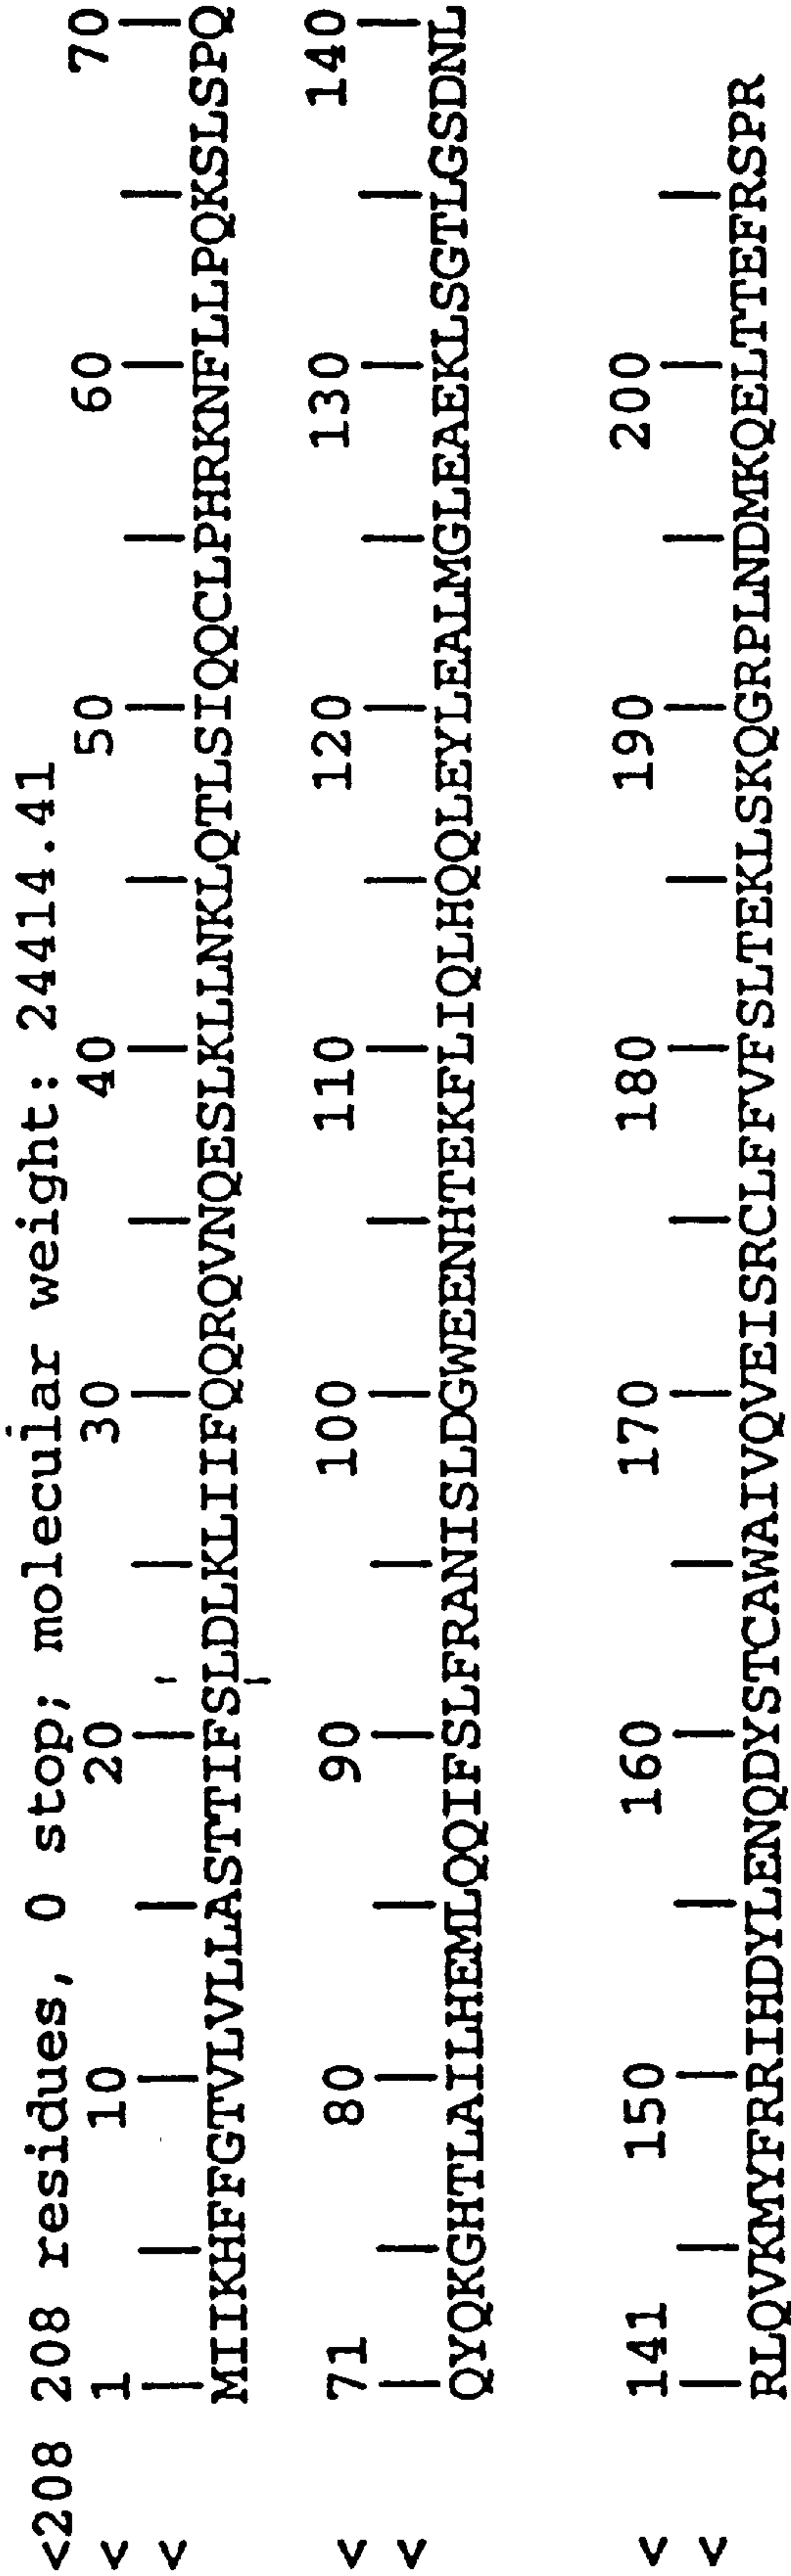 <208 208 residues, 0 stop; molecular weight: 24414.41
< 1 10 20 30 40 50 60 70
< | | | | | | | | | | | | | | |
MIIKHFFGTVLVLLASTTIFSLDLKLIIFQQRQVNQESLKLLNKLQTLSIQQCLPHRKNFLLPQKSLSPQ
< 71 80 90 100 110 120 130 140
< | | | | | | | | | | | | | | |
QYQKGHTLAILHEMLQQIFSLFRANISLDGWEENHTEKFLIQLHQQLEYLEALMGLEAEKLSGTLGSDNL
< 141 150 160 170 180 190 200
< | | | | | | | | | | | | | |
RLQVKMYFRRIHDYLENQDYSTCAWAIVQVEISRCLFFVFSLTEKLSKQGRPLNDMKQELTTEFRSPR